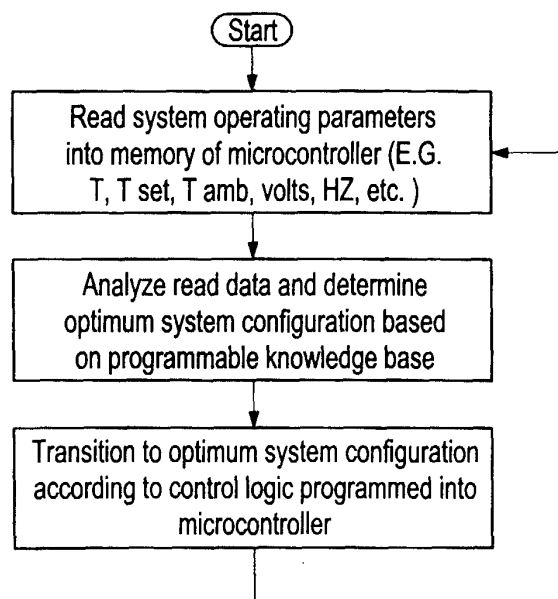 Start
Read system operating parameters
into memory of microcontroller (E.G.
T, T set, T amb, volts, HZ, etc. )
Analyze read data and determine
optimum system configuration based
on programmable knowledge base
Transition to optimum system configuration
according to control logic programmed into
microcontroller